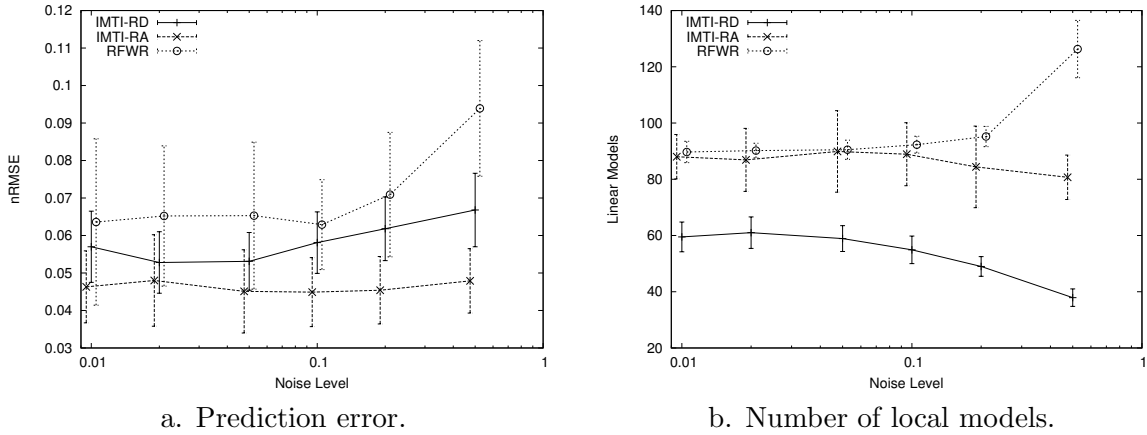 0.12
0.11
0.1
0.09
0.08
0.07
0.06
0.05
0.04
0.03
nRMSE
IMTI-RD
IMTI-RA
RFWR
0.01
0.1
1
Noise Level
a. Prediction error.
140
120
100
80
60
40
20
Linear Models
IMTI-RD
IMTI-RA
RFWR
0.01
0.1
1
Noise Level
b. Number of local models.